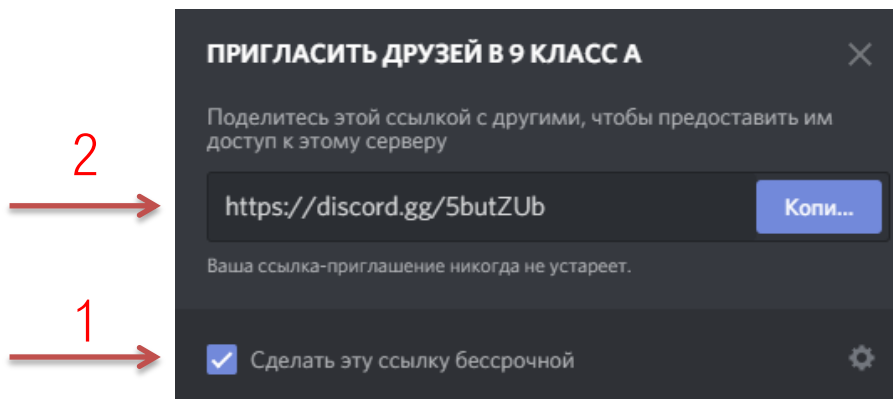 ПРИГЛАСИТЬ ДРУЗЕЙ В 9 КЛАСС А
Поделитесь этой ссылкой с другими, чтобы предоставить им
доступ к этому серверу
2
https://discord.gg/5butZUb
Копи...
Ваша ссылка-приглашение никогда не устареет.
1
Сделать эту ссылку бессрочной